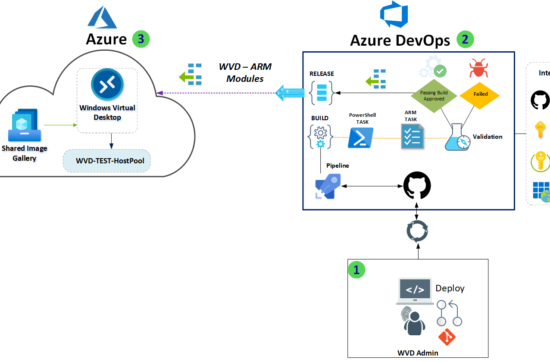 Azure 3
Azure DevOps 2
WVD – ARM
Modules
RELEASE
Passing Build
Approved
Failed
BUILD
PowerShell
TASK
ARM
TASK
Validation
Pipeline
Windows Virtual
Desktop
Shared Image
Gallery
WVD-TEST-HostPool
Inte
1
</>
Deploy
WVD Admin